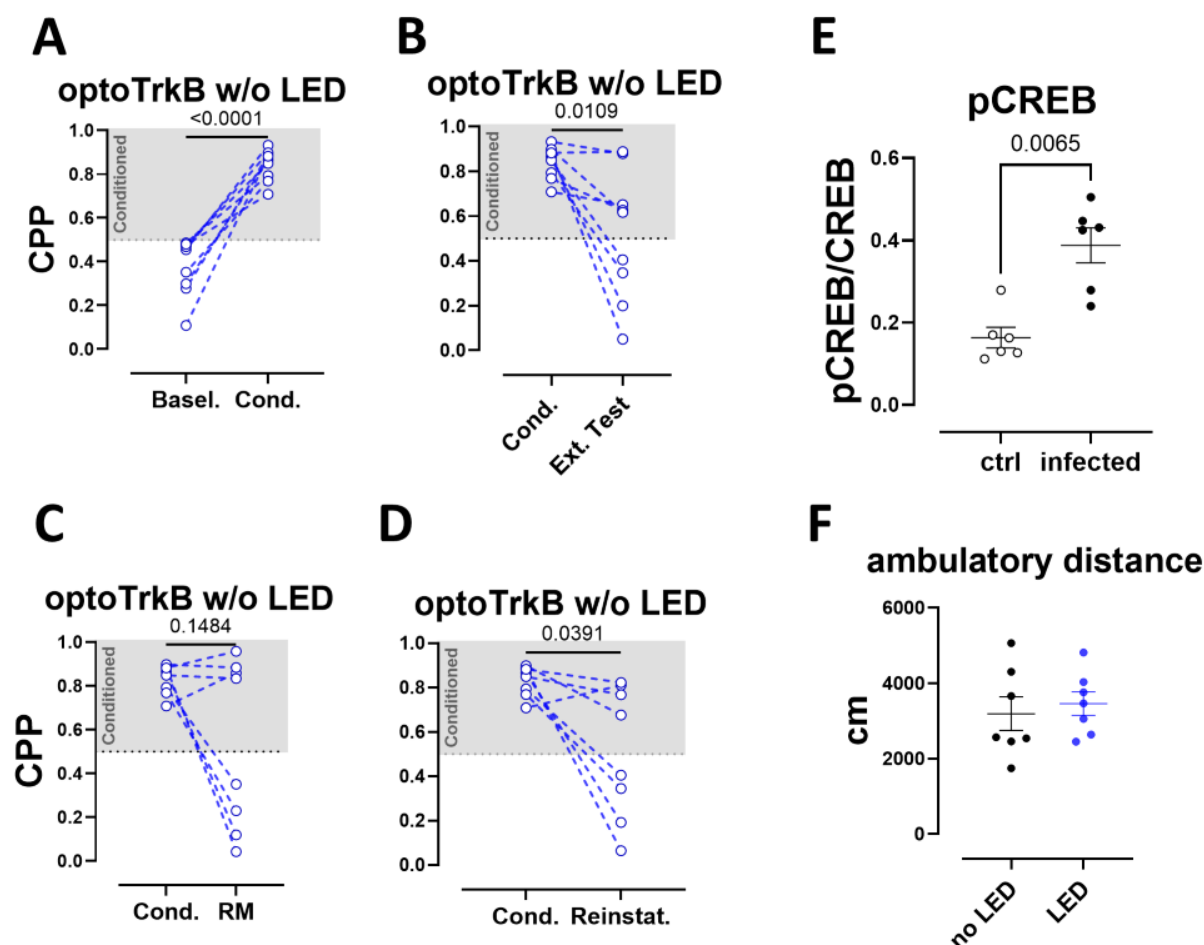 A
optoTrkB w/o LED
<0.0001
1.0
0.8
0.6
0.4
0.2
0.0
CPP
Conditioned
Basel. Cond.
B
optoTrkB w/o LED
0.0109
1.0
0.8
0.6
0.4
0.2
0.0
Conditioned
Cond.
Ext. Test
E
pCREB
0.0065
0.6
0.4
0.2
0.0
pCREB/CREB
ctrl infected
C
optoTrkB w/o LED
0.1484
1.0
0.8
0.6
0.4
0.2
0.0
CPP
Conditioned
Cond. RM
D
optoTrkB w/o LED
0.0391
1.0
0.8
0.6
0.4
0.2
0.0
Conditioned
Cond. Reinstat.
F
ambulatory distance
6000
4000
2000
0
cm
no LED
LED